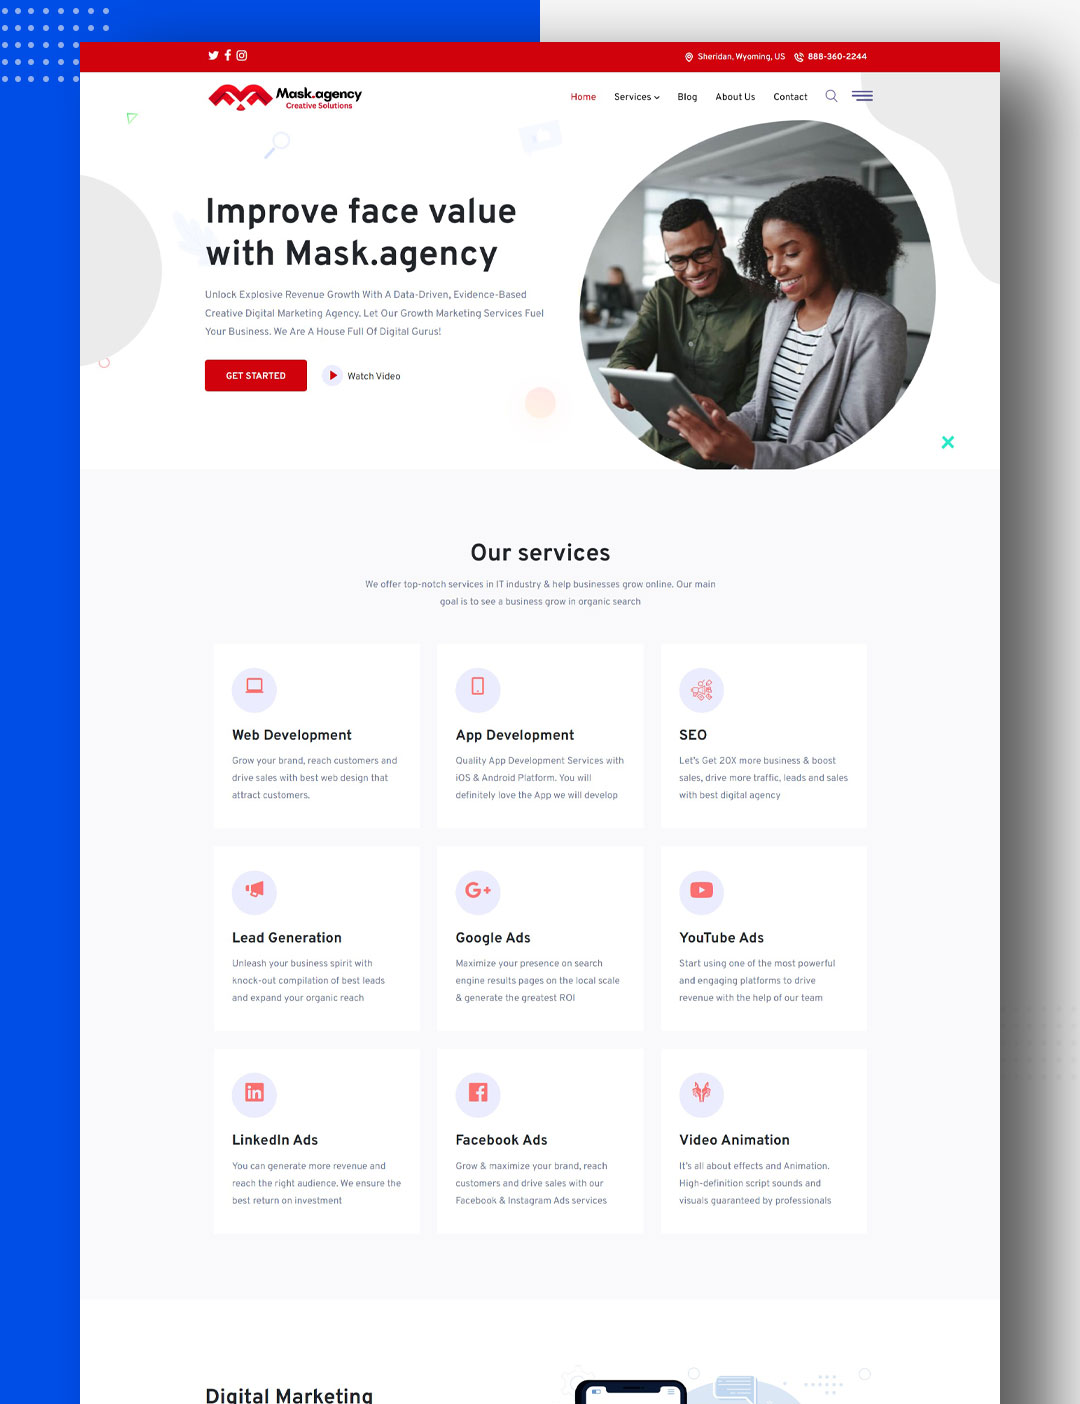 Sheridan, Wyoming, US 888-360-2244
Mask.agency
Creative Solutions
Home Services Blog About Us Contact
Improve face value
with Mask.agency
Unlock Explosive Revenue Growth With A Data-Driven, Evidence-Based
Creative Digital Marketing Agency. Let Our Growth Marketing Services Fuel
Your Business. We Are A House Full Of Digital Gurus!
GET STARTED Watch Video
Our services
We offer top-notch services in IT industry & help businesses grow online. Our main
goal is to see a business grow in organic search
Web Development
Grow your brand, reach customers and
drive sales with best web design that
attract customers.
App Development
Quality App Development Services with
iOS & Android Platform. You will
definitely love the App we will develop
SEO
Let's Get 20X more business & boost
sales, drive more traffic, leads and sales
with best digital agency
Lead Generation
Unleash your business spirit with
knock-out compilation of best leads
and expand your organic reach
G+
Google Ads
Maximize your presence on search
engine results pages on the local scale
& generate the greatest ROI
YouTube Ads
Start using one of the most powerful
and engaging platforms to drive
revenue with the help of our team
in
LinkedIn Ads
You can generate more revenue and
reach the right audience. We ensure the
best return on investment
f
Facebook Ads
Grow & maximize your brand, reach
customers and drive sales with our
Facebook & Instagram Ads services
Video Animation
It's all about effects and Animation.
High-definition script sounds and
visuals guaranteed by professionals
Digital Marketing